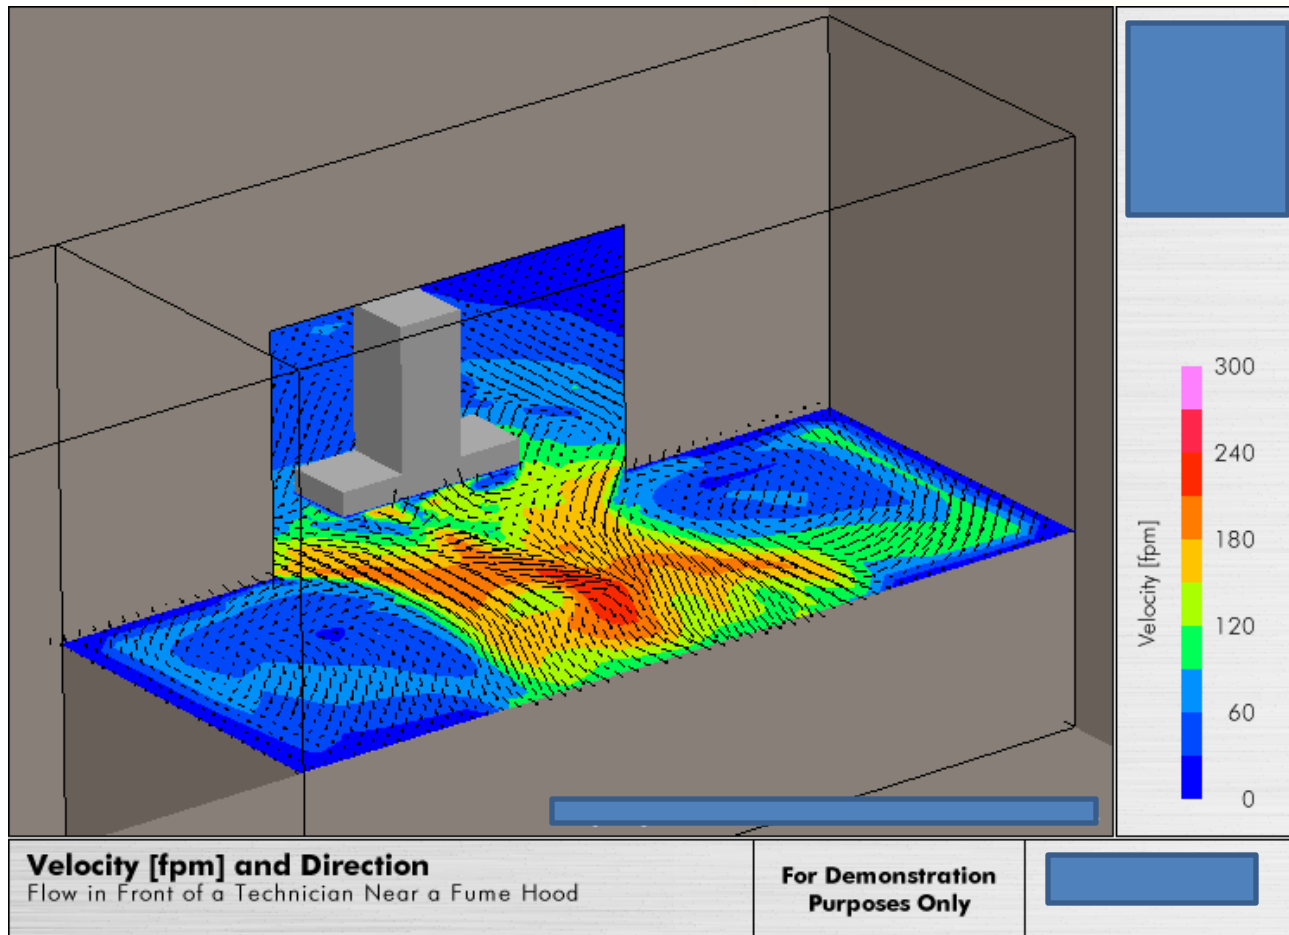 300
240
180
120
60
0
Velocity [fpm]
Velocity [fpm] and Direction
Flow in Front of a Technician Near a Fume Hood
For Demonstration
Purposes Only